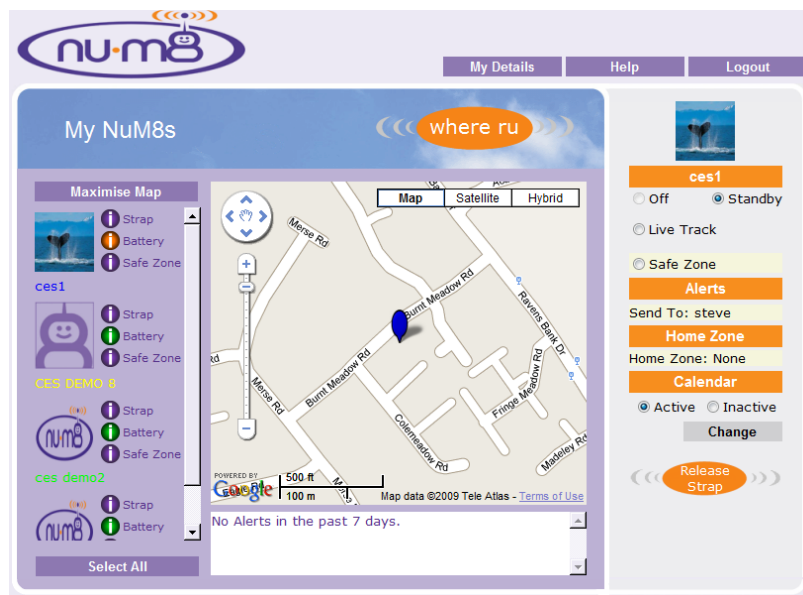 nu·m8
My Details
Help
Logout
My NuM8s
where ru
Maximise Map
Strap
Battery
Safe Zone
ces1
Strap
Battery
Safe Zone
CES DEMO 8
num8
Strap
Battery
Safe Zone
ces demo2
num8
Strap
Battery
Select All
Map
Satellite
Hybrid
Merse Rd
Burnt Meadow Rd
Ravens Bank Dr
Rd
Burnt Meadow Rd
Merse Rd
Fringe Meadow Rd
Colemeadow Rd
Madeley Rd
POWERED BY
Google
500 ft
100 m
Map data ©2009 Tele Atlas - Terms of Use
No Alerts in the past 7 days.
ces1
Off
Standby
Live Track
Safe Zone
Alerts
Send To: steve
Home Zone
Home Zone: None
Calendar
Active
Inactive
Change
Release
Strap